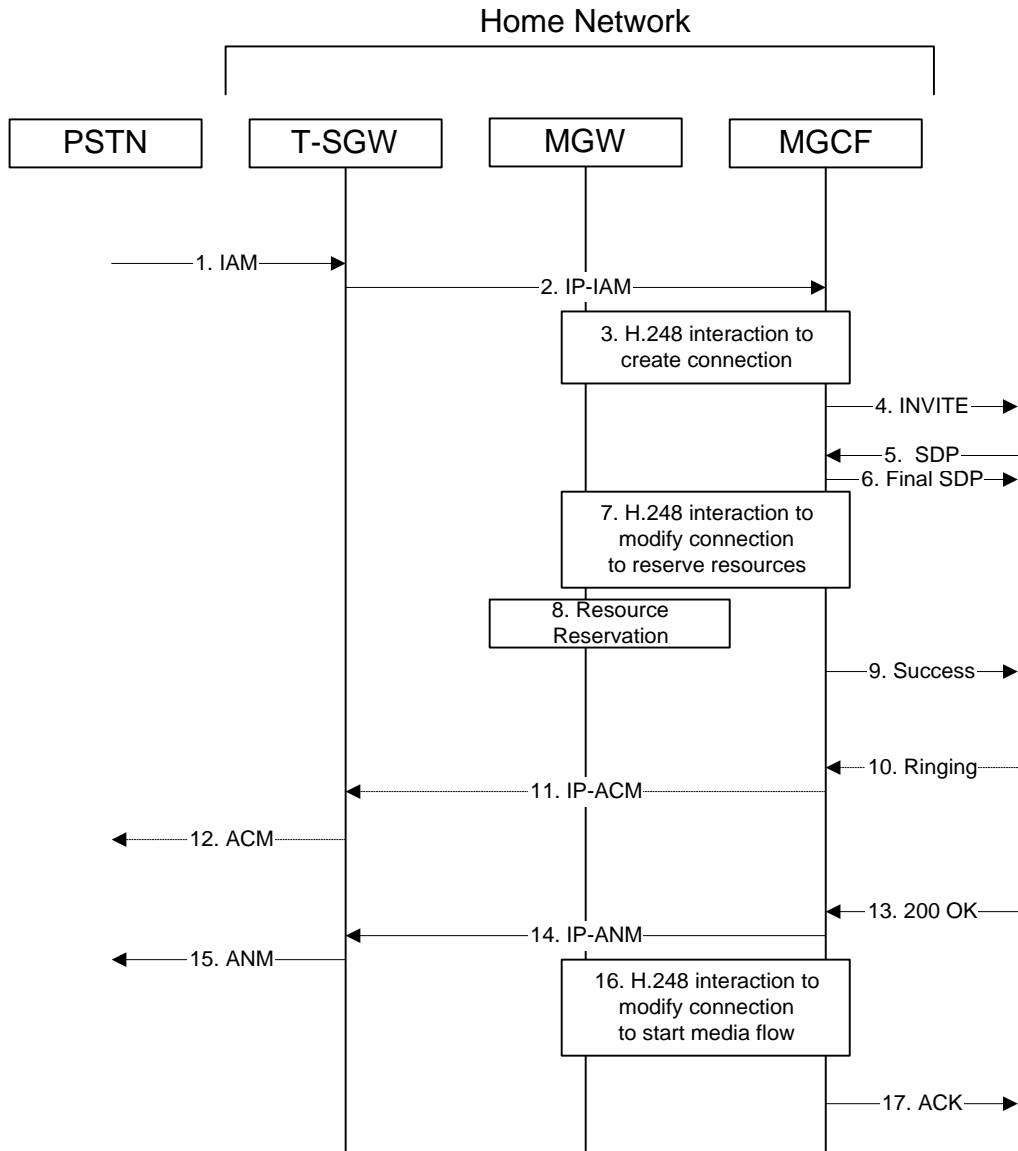 Home Network
PSTN
T-SGW
MGW
MGCF
1. IAM
2. IP-IAM
3. H.248 interaction to
create connection
4. INVITE
5. SDP
6. Final SDP
7. H.248 interaction to
modify connection
to reserve resources
8. Resource
Reservation
9. Success
10. Ringing
11. IP-ACM
12. ACM
13. 200 OK
14. IP-ANM
15. ANM
16. H.248 interaction to
modify connection
to start media flow
17. ACK